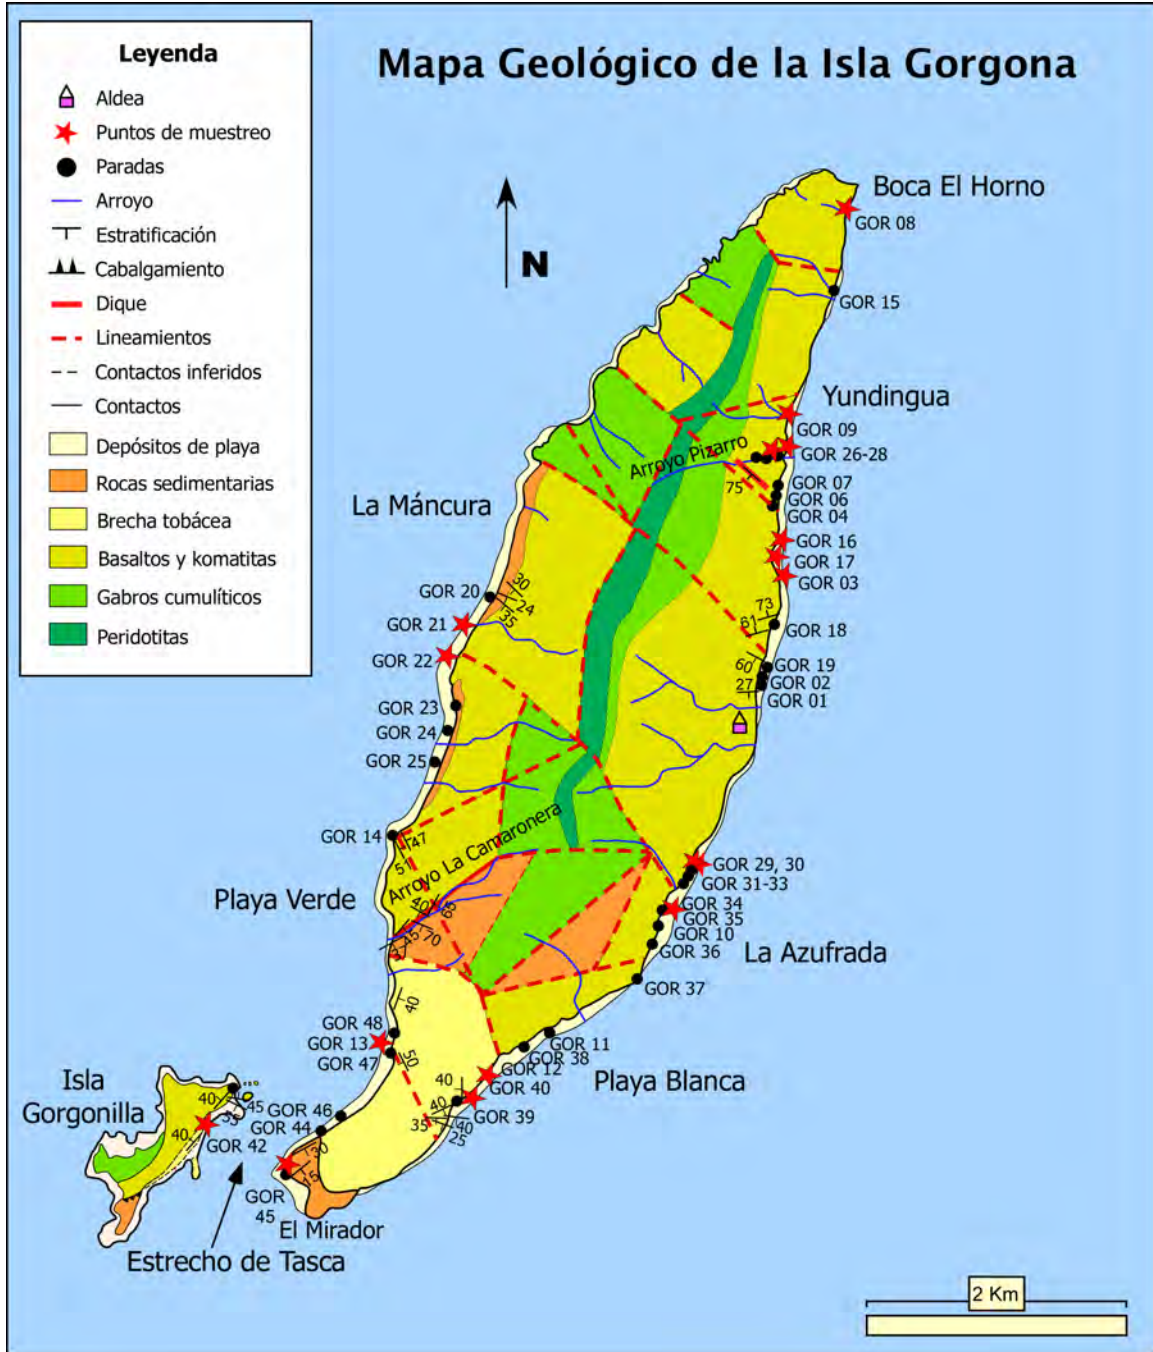 Mapa Geológico de la Isla Gorgona
Leyenda
Aldea
Puntos de muestreo
Paradas
Arroyo
Estratificación
Cabalgamiento
Dique
Lineamientos
Contactos inferidos
Contactos
Depósitos de playa
Rocas sedimentarias
Brecha tobácea
Basaltos y komatitas
Gabros cumulíticos
Peridotitas
N
Boca El Horno
GOR 08
GOR 15
Yundingua
GOR 09
GOR 26-28
Arroyo Pizarro
75
GOR 07
GOR 06
GOR 04
GOR 16
GOR 17
GOR 03
La Máncura
GOR 20
30
24
35
GOR 21
GOR 22
73
61
GOR 18
60
GOR 19
27
GOR 02
GOR 01
GOR 23
GOR 24
GOR 25
GOR 14
47
51
Arroyo La Camaronera
Playa Verde
40
65
70
45
GOR 29, 30
GOR 31-33
GOR 34
GOR 35
GOR 10
GOR 36
La Azufrada
GOR 37
40
GOR 48
GOR 13
GOR 47
50
GOR 11
GOR 38
GOR 12
GOR 40
GOR 39
Playa Blanca
40
40
35
40
25
GOR 46
GOR 44
30
15
GOR
45
El Mirador
Isla
Gorgonilla
40
45
35
40
GOR 42
Estrecho de Tasca
2 Km